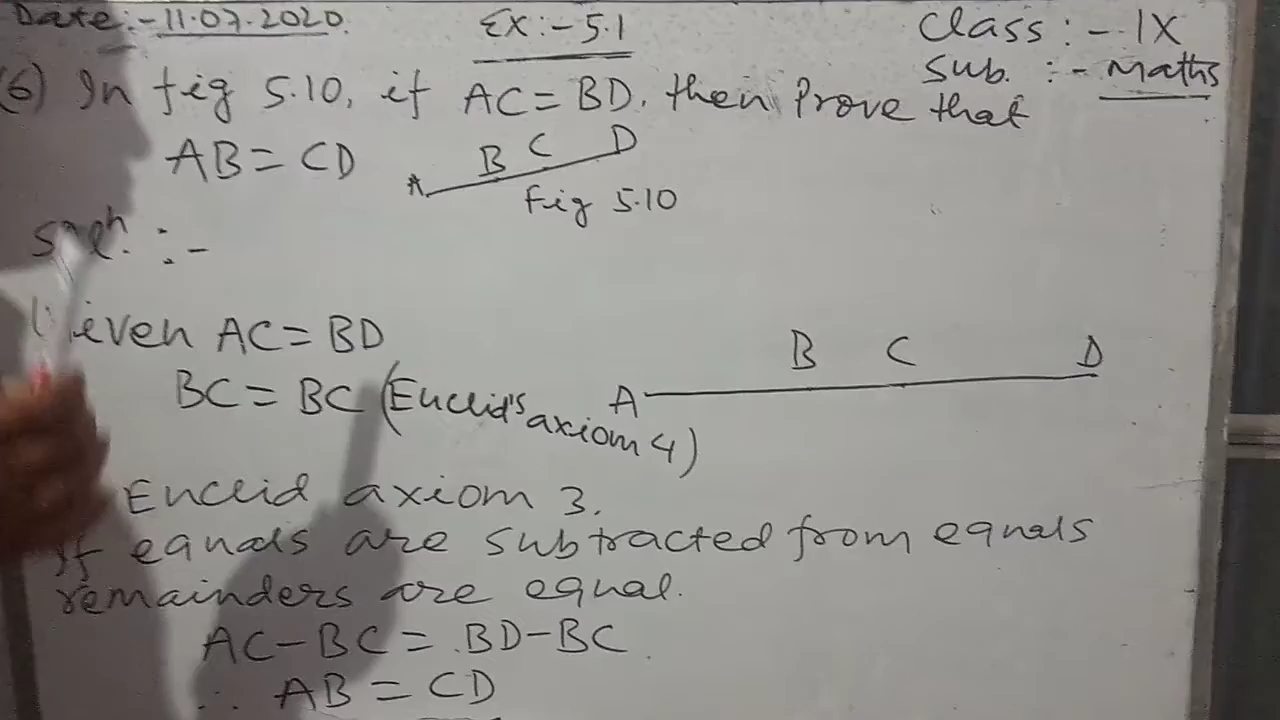 Date:-11.07.2020.
Ex:-5.1
Class:-IX
Sub.:-Maths
(6) In fig 5.10, if AC=BD, then Prove that
AB=CD
A B C D
Fig 5.10
Soln:-
Given AC=BD
BC=BC (Euclid's axiom 4)
A B C D
Euclid axiom 3.
If equals are subtracted from equals
remainders are equal.
AC-BC=BD-BC
∴ AB=CD